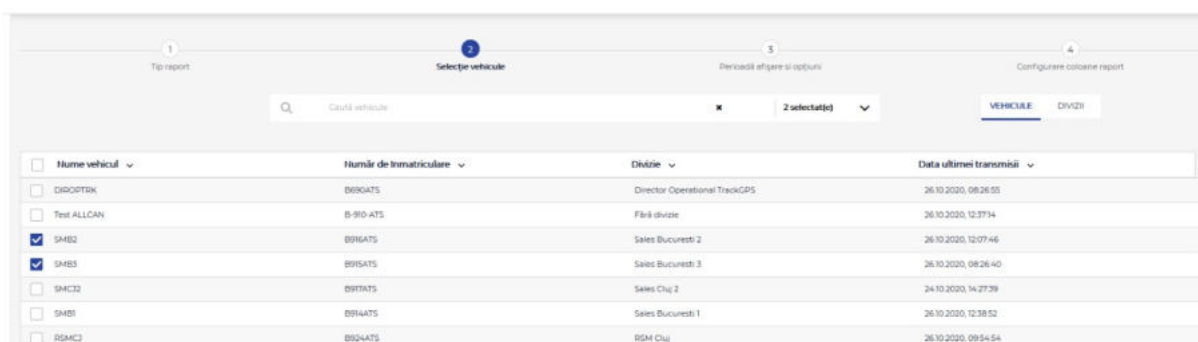 1 2 3 4
Tip raport Selecție vehicule Perioadă afișare si opțiuni Configurare coloane raport
Caută vehicule × 2 selectat(e) VEHICULE DIVIZII
Nume vehicul Număr de înmatriculare Divizie Data ultimei transmisii
DIROPTRK B690ATS Director Operational TrackGPS 26.10.2020, 08:26:55
Test ALLCAN B-910-ATS Fără divizie 26.10.2020, 12:37:14
SMB2 B916ATS Sales Bucuresti 2 26.10.2020, 12:07:46
SMB3 B915ATS Sales Bucuresti 3 26.10.2020, 08:26:40
SMCJ2 B917ATS Sales Cluj 2 24.10.2020, 14:27:39
SMB1 B914ATS Sales Bucuresti 1 26.10.2020, 12:38:52
RSMCJ B924ATS RSM Cluj 26.10.2020, 09:54:54